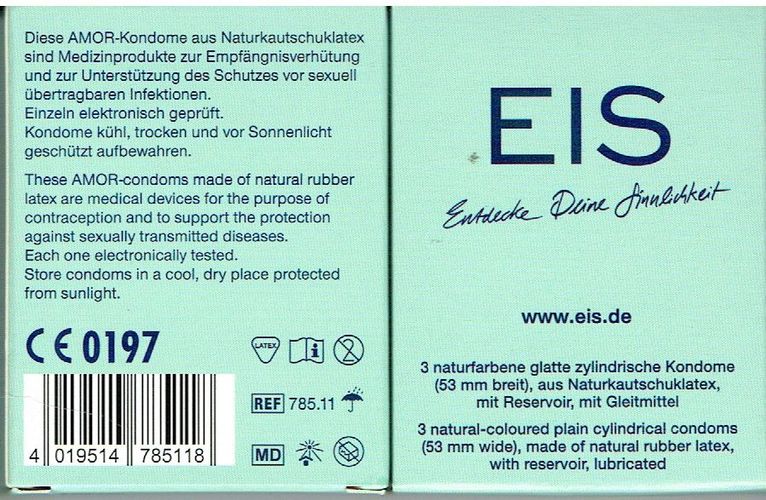 Diese AMOR-Kondome aus Naturkautschuklatex
sind Medizinprodukte zur Empfängnisverhütung
und zur Unterstützung des Schutzes vor sexuell
übertragbaren Infektionen.
Einzeln elektronisch geprüft.
Kondome kühl, trocken und vor Sonnenlicht
geschützt aufbewahren.
These AMOR-condoms made of natural rubber
latex are medical devices for the purpose of
contraception and to support the protection
against sexually transmitted diseases.
Each one electronically tested.
Store condoms in a cool, dry place protected
from sunlight.
CE 0197
LATEX
i
2
REF 785.11
MD
4 019514 785118
EIS
Entdecke Deine Sinnlichkeit
www.eis.de
3 naturfarbene glatte zylindrische Kondome
(53 mm breit), aus Naturkautschuklatex,
mit Reservoir, mit Gleitmittel
3 natural-coloured plain cylindrical condoms
(53 mm wide), made of natural rubber latex,
with reservoir, lubricated